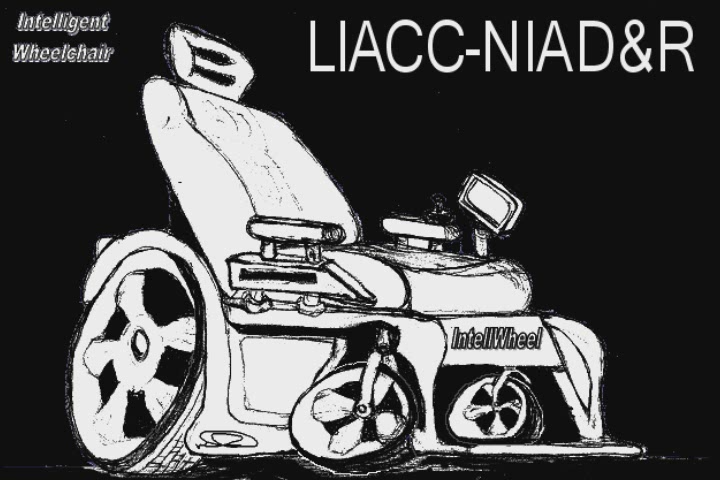 Intelligent
Wheelchair
LIACC-NIAD&R
IntellWheel